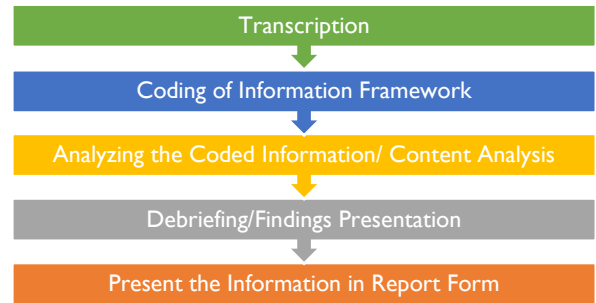 Transcription
Coding of Information Framework
Analyzing the Coded Information/ Content Analysis
Debriefing/Findings Presentation
Present the Information in Report Form